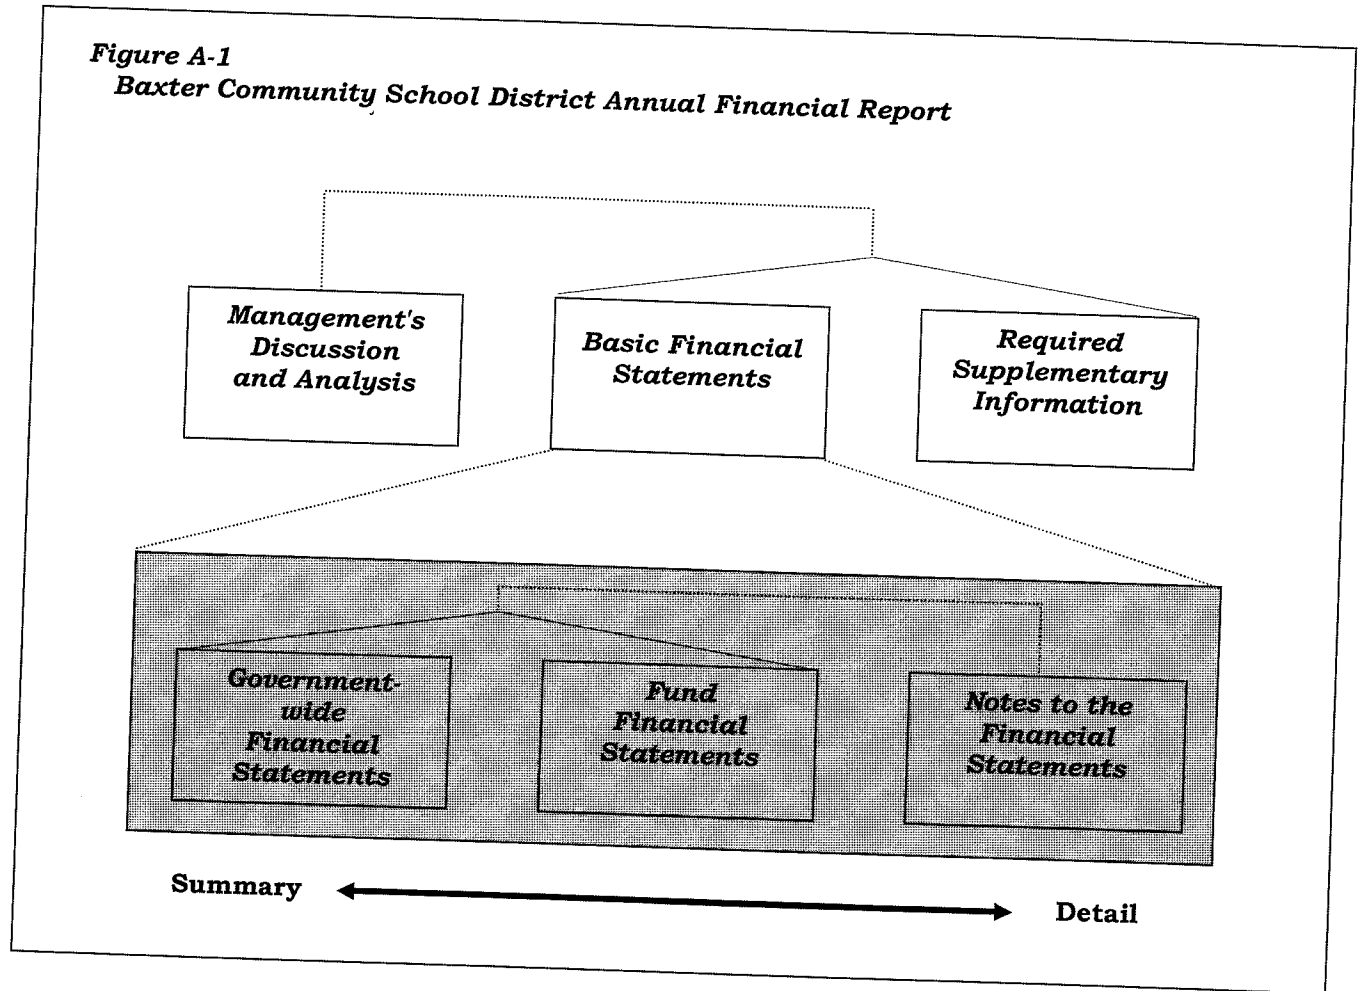 Figure A-1
Baxter Community School District Annual Financial Report
Management's
Discussion
and Analysis
Basic Financial
Statements
Required
Supplementary
Information
Government-
wide
Financial
Statements
Fund
Financial
Statements
Notes to the
Financial
Statements
Summary
Detail